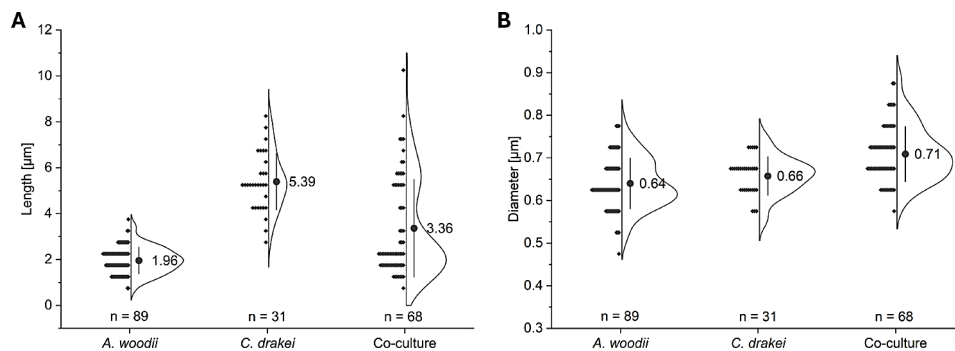 A
Length [µm]
12
10
8
6
4
2
0
1.96
5.39
3.36
n = 89
n = 31
n = 68
A. woodii
C. drakei
Co-culture
B
Diameter [µm]
1.0
0.9
0.8
0.7
0.6
0.5
0.4
0.3
0.64
0.66
0.71
n = 89
n = 31
n = 68
A. woodii
C. drakei
Co-culture